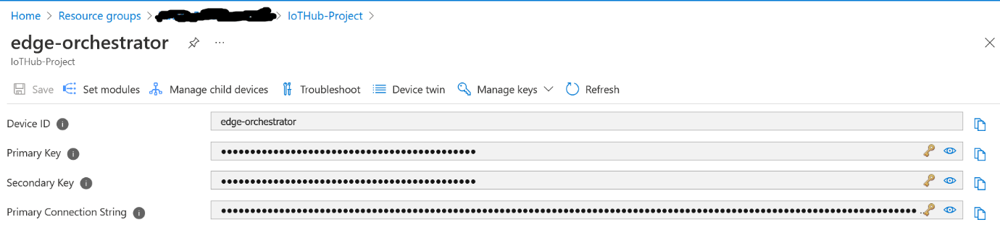 Home > Resource groups > > IoTHub-Project >
edge-orchestrator ...
IoTHub-Project
Save Set modules Manage child devices Troubleshoot Device twin Manage keys Refresh
Device ID edge-orchestrator
Primary Key ••••••••••••••••••••••••••••••••••••••••••••
Secondary Key ••••••••••••••••••••••••••••••••••••••••••••
Primary Connection String